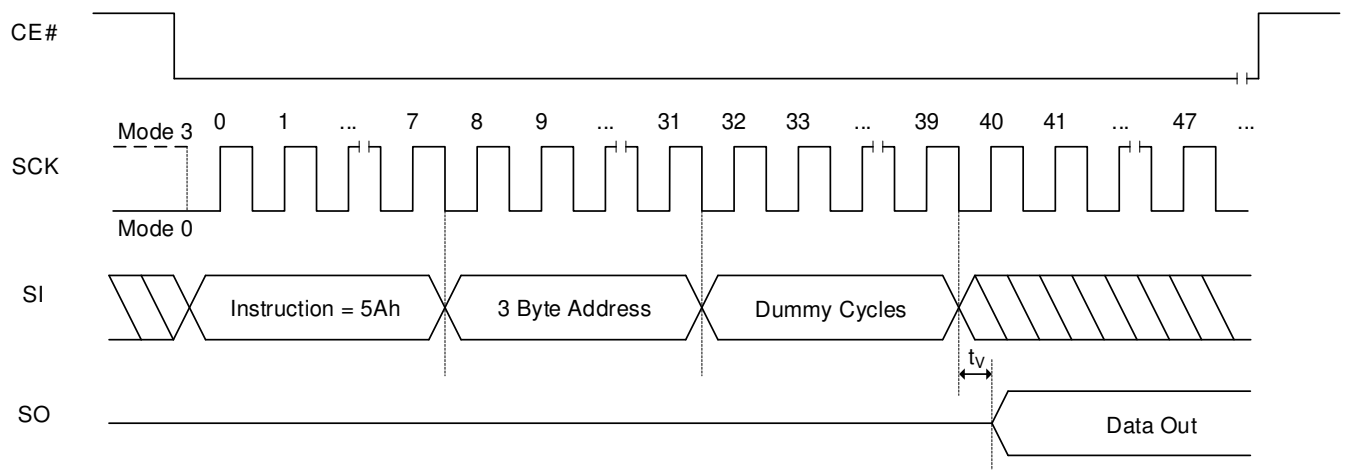 CE#
SCK
Mode 3
Mode 0
0 1 ... 7 8 9 ... 31 32 33 ... 39 40 41 ... 47 ...
SI
Instruction = 5Ah
3 Byte Address
Dummy Cycles
tV
SO
Data Out